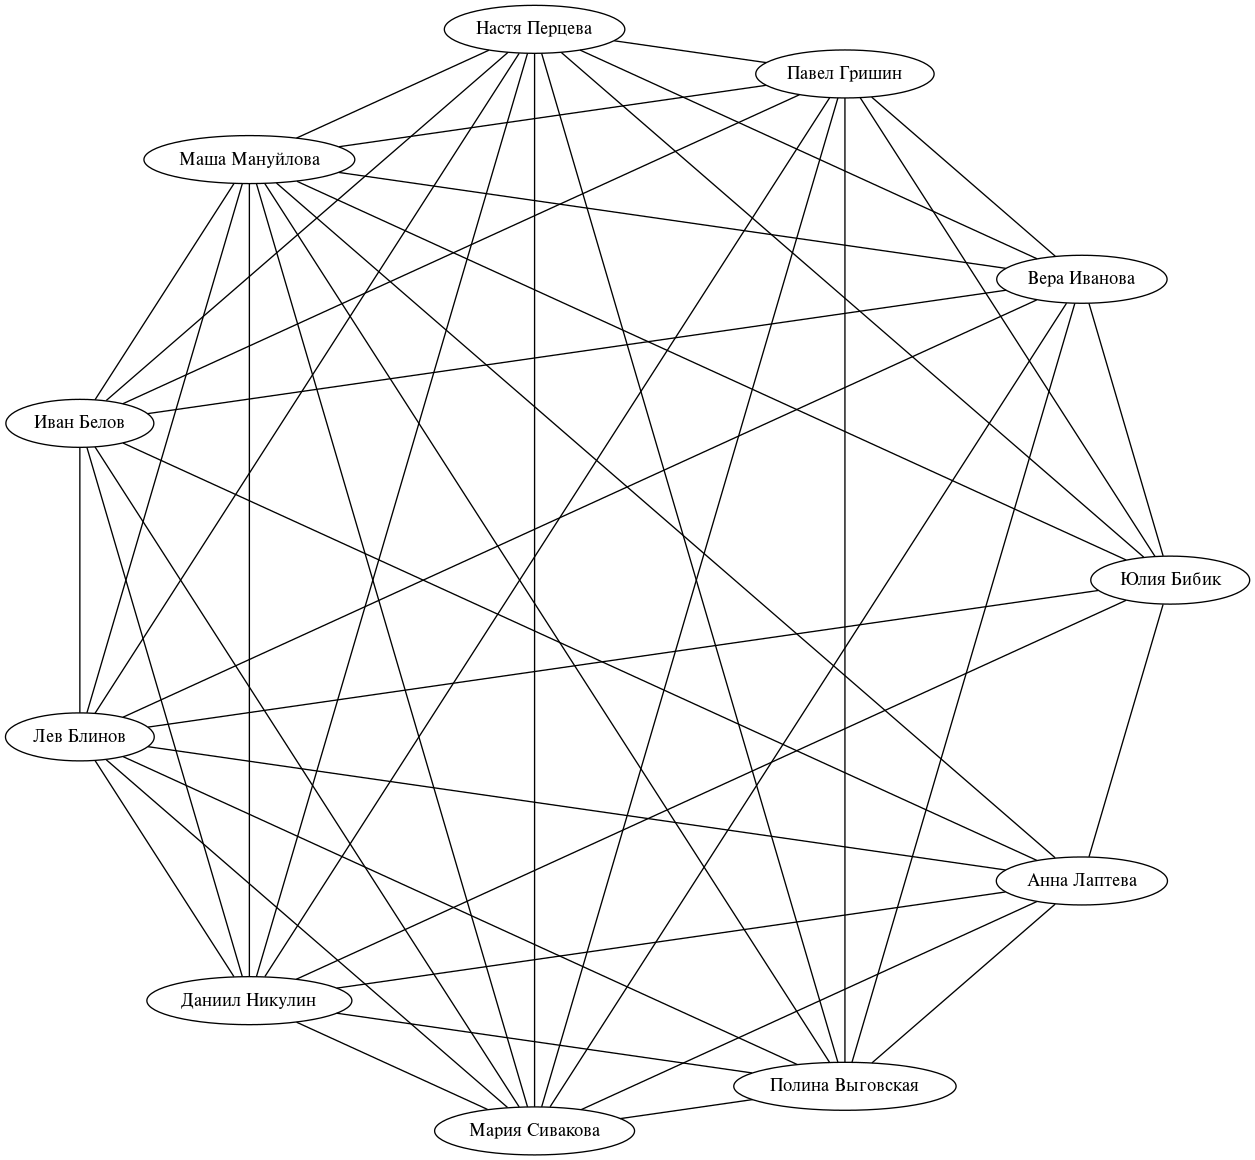 Настя Перцева
Павел Гришин
Маша Мануйлова
Вера Иванова
Иван Белов
Юлия Бибик
Лев Блинов
Анна Лаптева
Даниил Никулин
Полина Выговская
Мария Сивакова